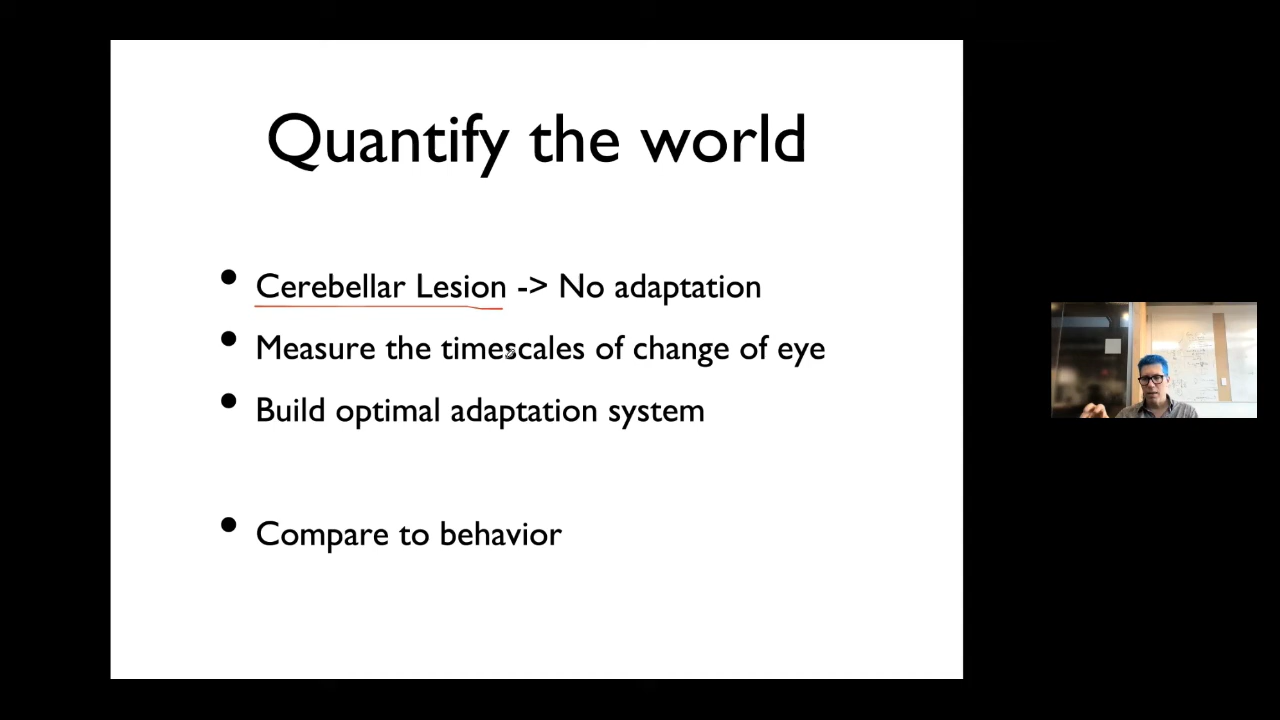 Quantify the world
• Cerebellar Lesion -> No adaptation
• Measure the timescales of change of eye
• Build optimal adaptation system
• Compare to behavior